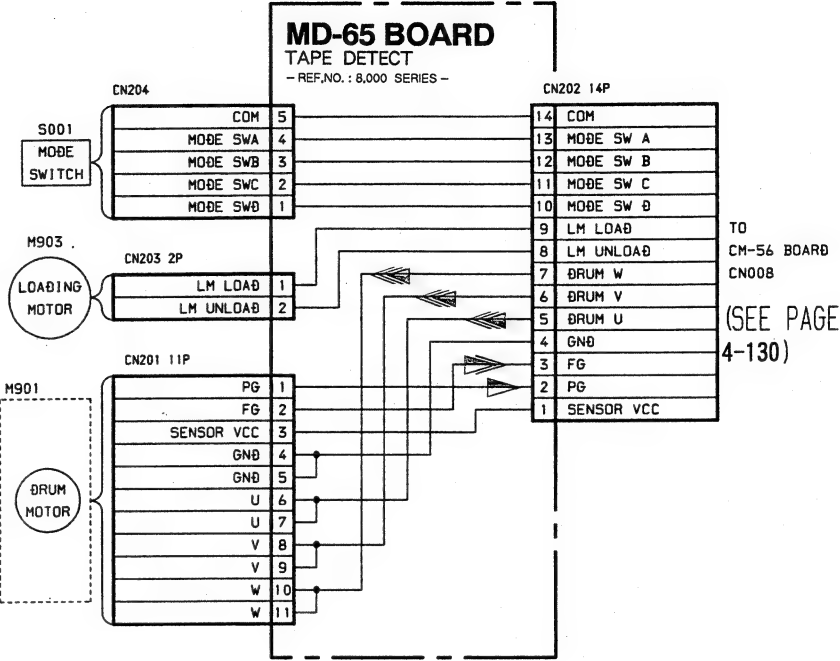 MD-65 BOARD
TAPE DETECT
– REF,NO. : 8,000 SERIES –
CN204
COM 5
MODE SWA 4
MODE SWB 3
MODE SWC 2
MODE SWD 1
S001
MODE
SWITCH
M903
LOADING
MOTOR
CN203 2P
LM LOAD 1
LM UNLOAD 2
CN201 11P
M901
DRUM
MOTOR
PG 1
FG 2
SENSOR VCC 3
GND 4
GND 5
U 6
U 7
V 8
V 9
W 10
W 11
CN202 14P
14 COM
13 MODE SW A
12 MODE SW B
11 MODE SW C
10 MODE SW D
9 LM LOAD
8 LM UNLOAD
7 DRUM W
6 DRUM V
5 DRUM U
4 GND
3 FG
2 PG
1 SENSOR VCC
TO
CM-56 BOARD
CN008
(SEE PAGE
4-130)